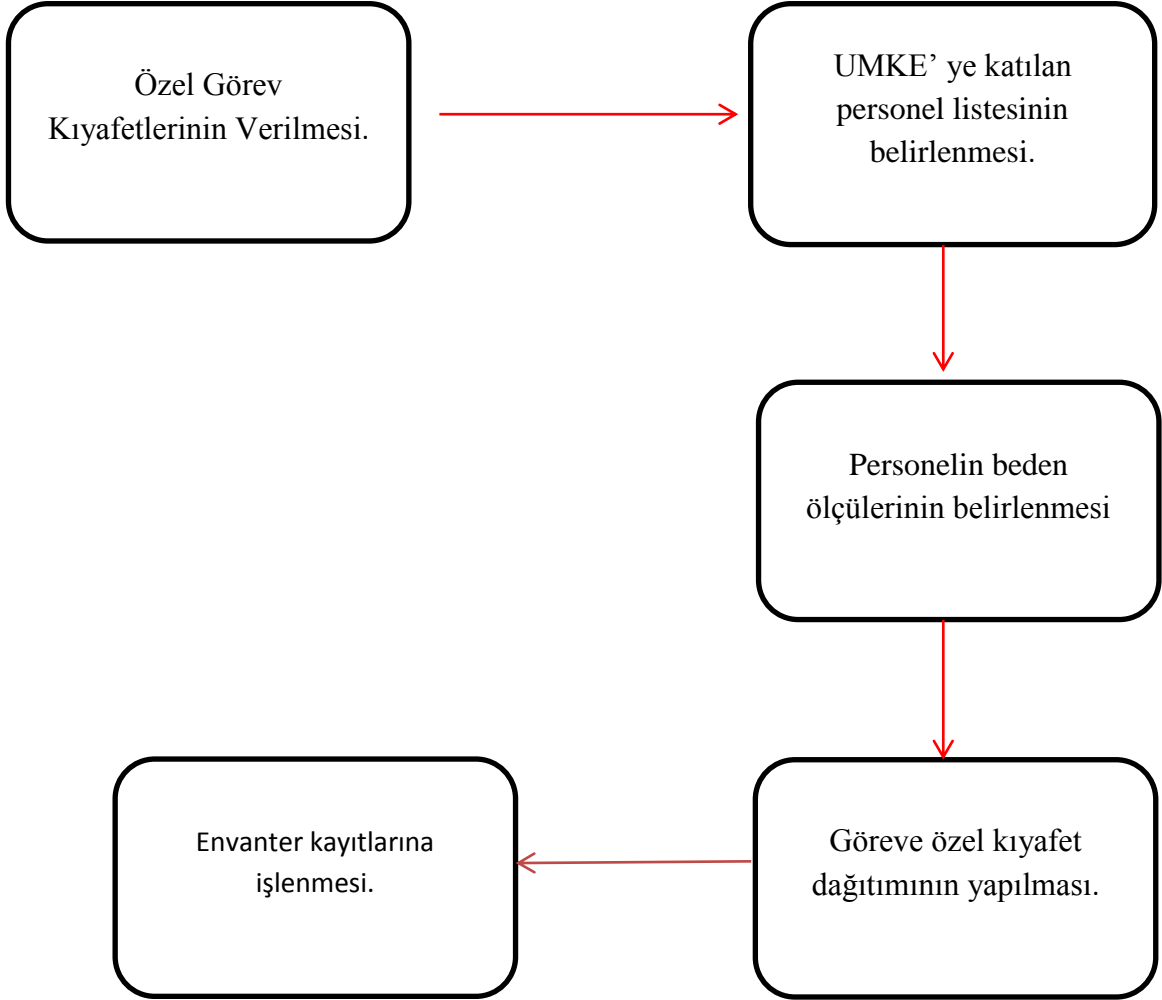 Özel Görev
Kıyafetlerinin Verilmesi.
UMKE’ ye katılan
personel listesinin
belirlenmesi.
Personelin beden
ölçülerinin belirlenmesi
Göreve özel kıyafet
dağıtımının yapılması.
Envanter kayıtlarına
işlenmesi.